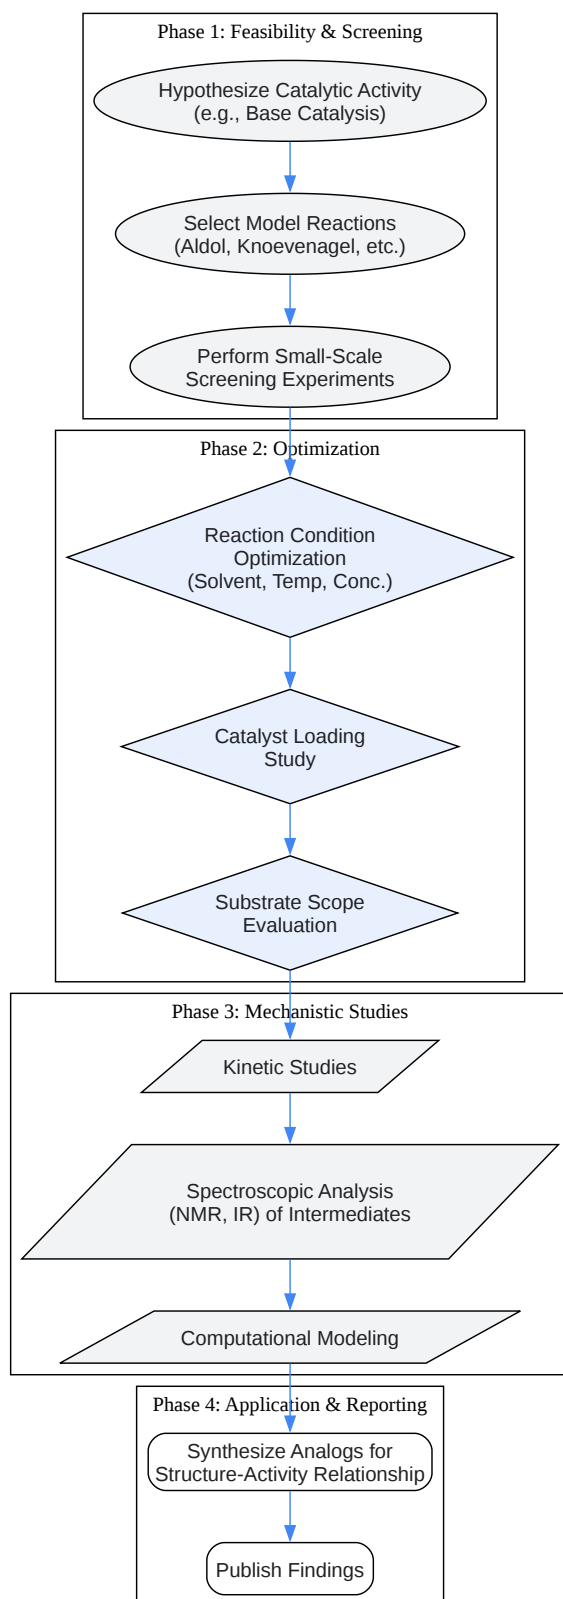 Phase 1: Feasibility & Screening
Hypothesize Catalytic Activity
(e.g., Base Catalysis)
Select Model Reactions
(Aldol, Knoevenagel, etc.)
Perform Small-Scale
Screening Experiments
Phase 2: Optimization
Reaction Condition
Optimization
(Solvent, Temp, Conc.)
Catalyst Loading
Study
Substrate Scope
Evaluation
Phase 3: Mechanistic Studies
Kinetic Studies
Spectroscopic Analysis
(NMR, IR) of Intermediates
Computational Modeling
Phase 4: Application & Reporting
Synthesize Analogs for
Structure-Activity Relationship
Publish Findings